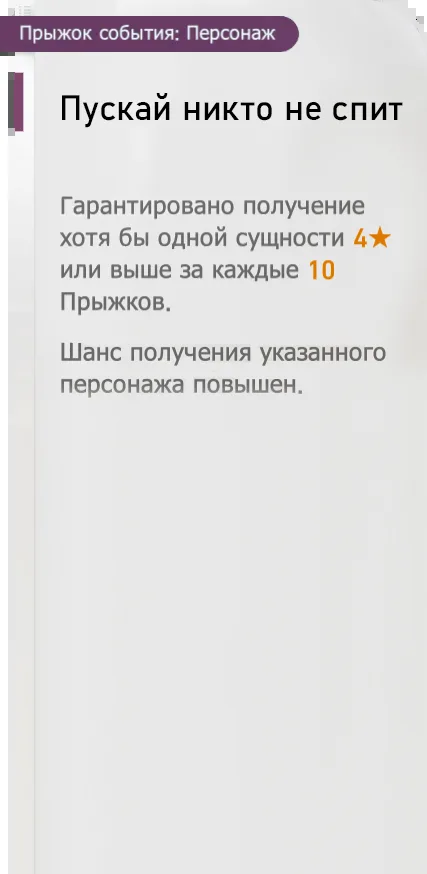 Прыжок события: Персонаж
Пускай никто не спит
Гарантировано получение
хотя бы одной сущности 4★
или выше за каждые 10
Прыжков.
Шанс получения указанного
персонажа повышен.